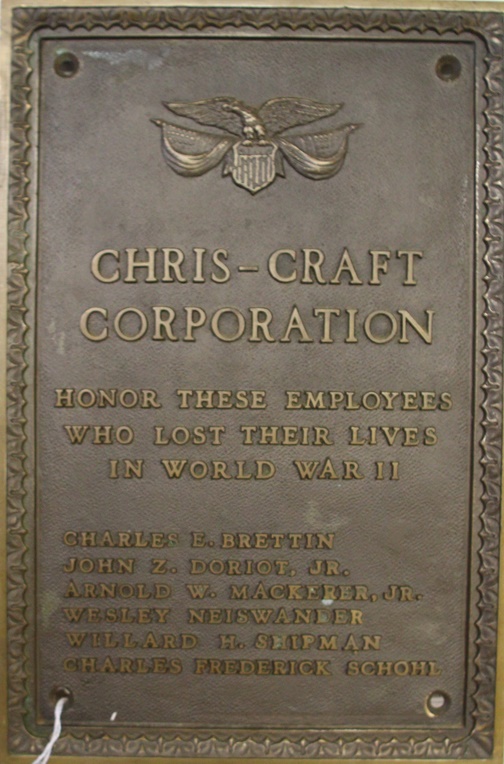 CHRIS-CRAFT
CORPORATION
HONOR THESE EMPLOYEES
WHO LOST THEIR LIVES
IN WORLD WAR II
CHARLES E. BRETTIN
JOHN Z. DORIOT, JR.
ARNOLD W. MACKERER, JR.
WESLEY NEISWANDER
WILLARD H. SHIPMAN
CHARLES FREDERICK SCHOHL